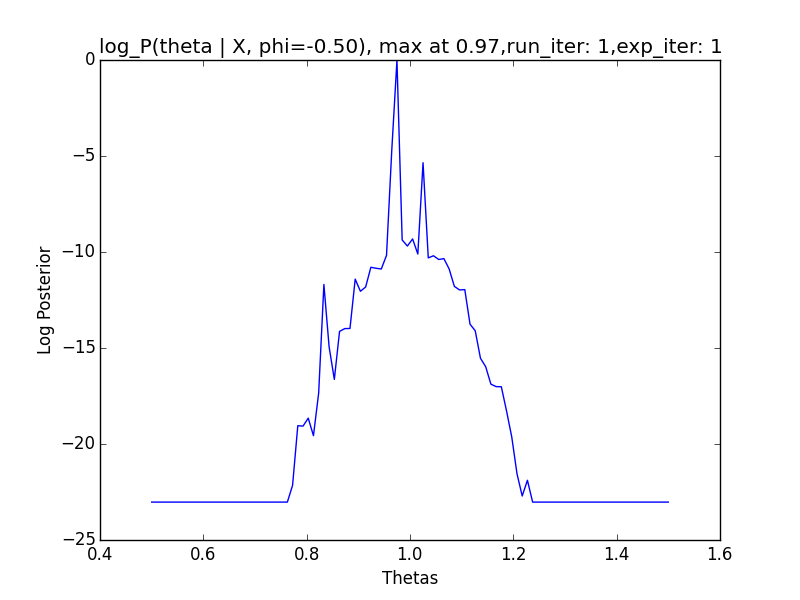 log_P(theta | X, phi=-0.50), max at 0.97,run_iter: 1,exp_iter: 1
0
−5
−10
−15
−20
−25
Log Posterior
0.4 0.6 0.8 1.0 1.2 1.4 1.6
Thetas